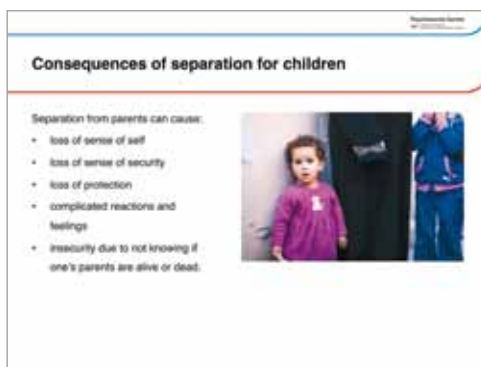 Psychosocial Centre
Consequences of separation for children
Separation from parents can cause:
• loss of sense of self
• loss of sense of security
• loss of protection
• complicated reactions and
feelings
• insecurity due to not knowing if
one's parents are alive or dead.